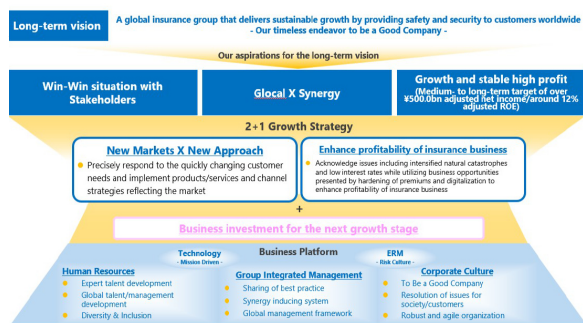 Long-term vision
A global insurance group that delivers sustainable growth by providing safety and security to customers worldwide
- Our timeless endeavor to be a Good Company -
Our aspirations for the long-term vision
Win-Win situation with
Stakeholders
Glocal X Synergy
Growth and stable high profit
(Medium- to long-term target of over
¥500.0bn adjusted net income/around 12%
adjusted ROE)
2+1 Growth Strategy
New Markets X New Approach
Precisely respond to the quickly changing customer
needs and implement products/services and channel
strategies reflecting the market
Enhance profitability of insurance business
Acknowledge issues including intensified natural catastrophes
and low interest rates while utilizing business opportunities
presented by hardening of premiums and digitalization to
enhance profitability of insurance business
+
Business investment for the next growth stage
Technology
- Mission Driven -
Business Platform
ERM
- Risk Culture -
Human Resources
Expert talent development
Global talent/management
development
Diversity & Inclusion
Group Integrated Management
Sharing of best practice
Synergy inducing system
Global management framework
Corporate Culture
To Be a Good Company
Resolution of issues for
society/customers
Robust and agile organization